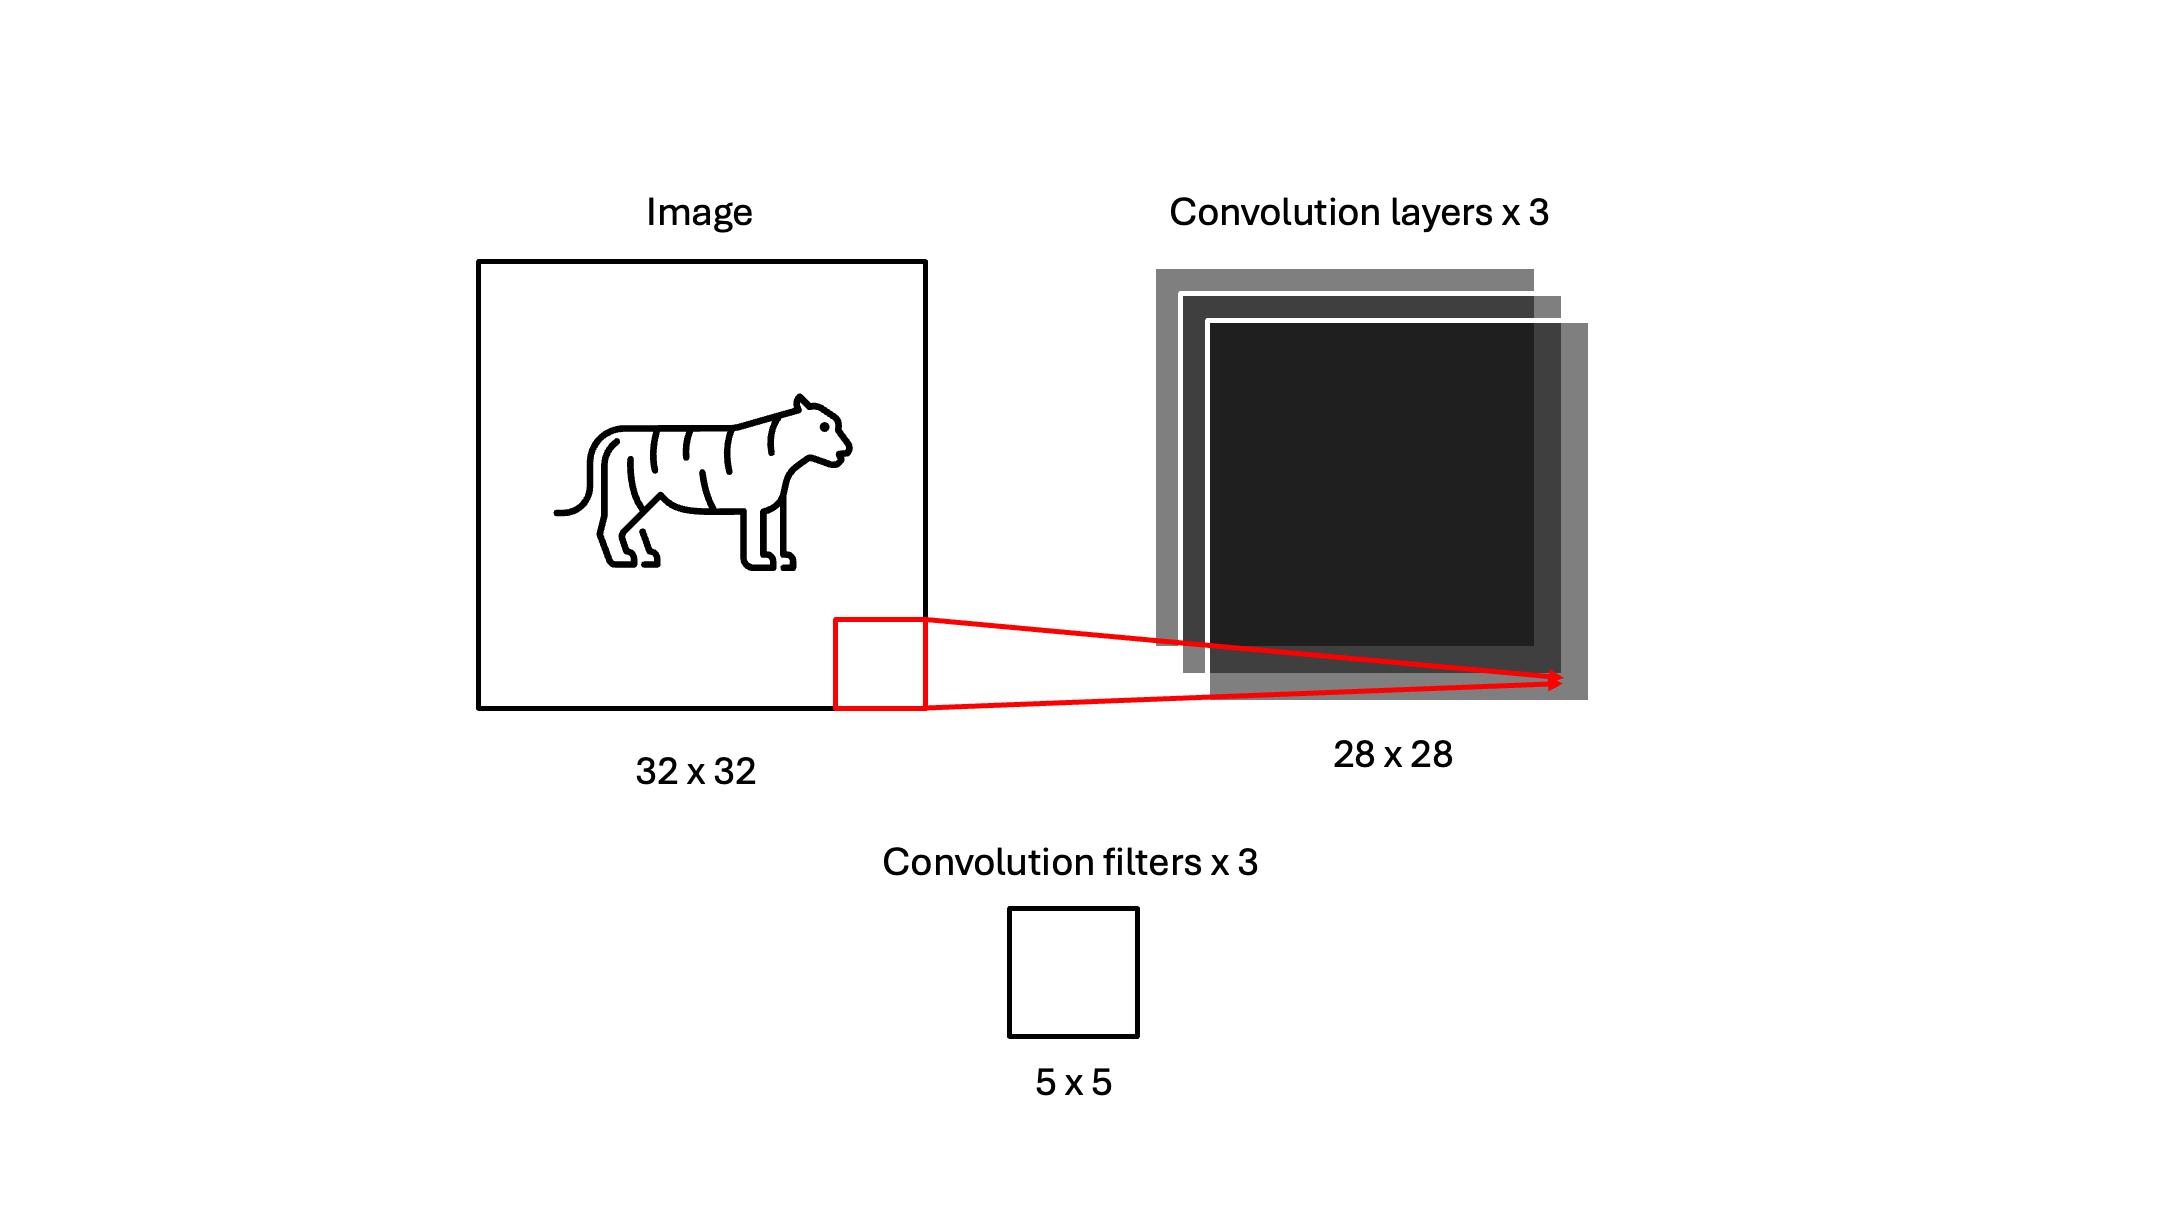 Image
Convolution layers x 3
32 x 32
28 x 28
Convolution filters x 3
5 x 5